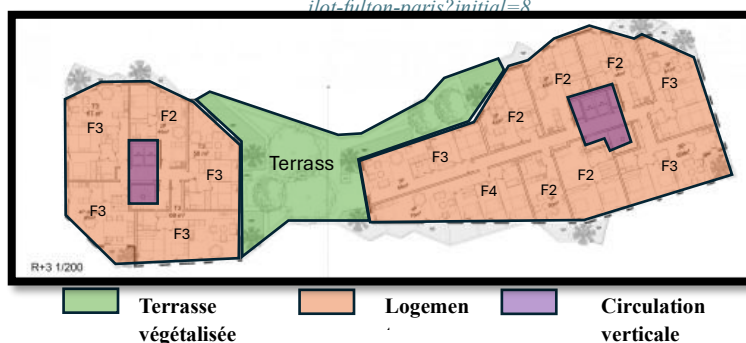 ilot-fulton-paris?initial=8
F3
F2
F3
F3
F3
Terrass
F2
F2
F2
F3
F3
F4
F2
F2
F3
R+3 1/200
Terrasse
végétalisée
Logemen
Circulation
verticale